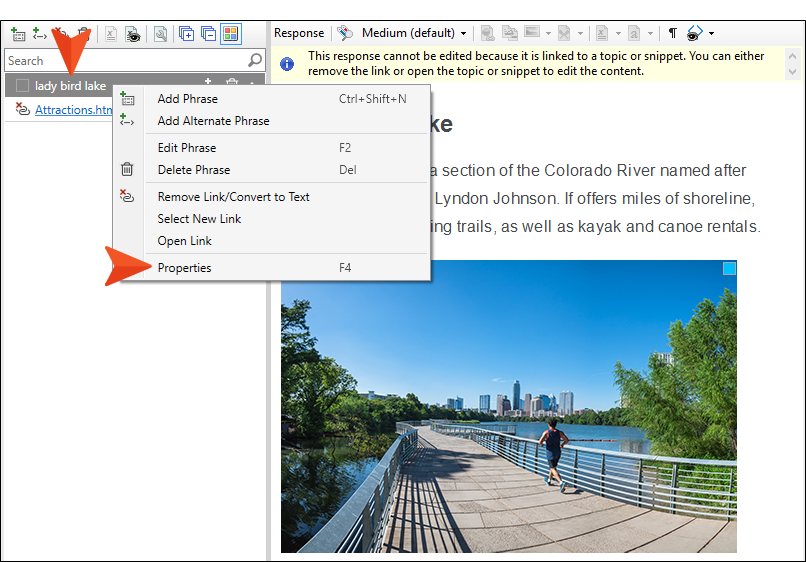 Response
Medium (default)
Search
This response cannot be edited because it is linked to a topic or snippet. You can either
remove the link or open the topic or snippet to edit the content.
lady bird lake
Attractions.htm
Add Phrase Ctrl+Shift+N
Add Alternate Phrase
Edit Phrase F2
Delete Phrase Del
Remove Link/Convert to Text
Select New Link
Open Link
Properties F4
ke
a section of the Colorado River named after
Lyndon Johnson. If offers miles of shoreline,
ing trails, as well as kayak and canoe rentals.